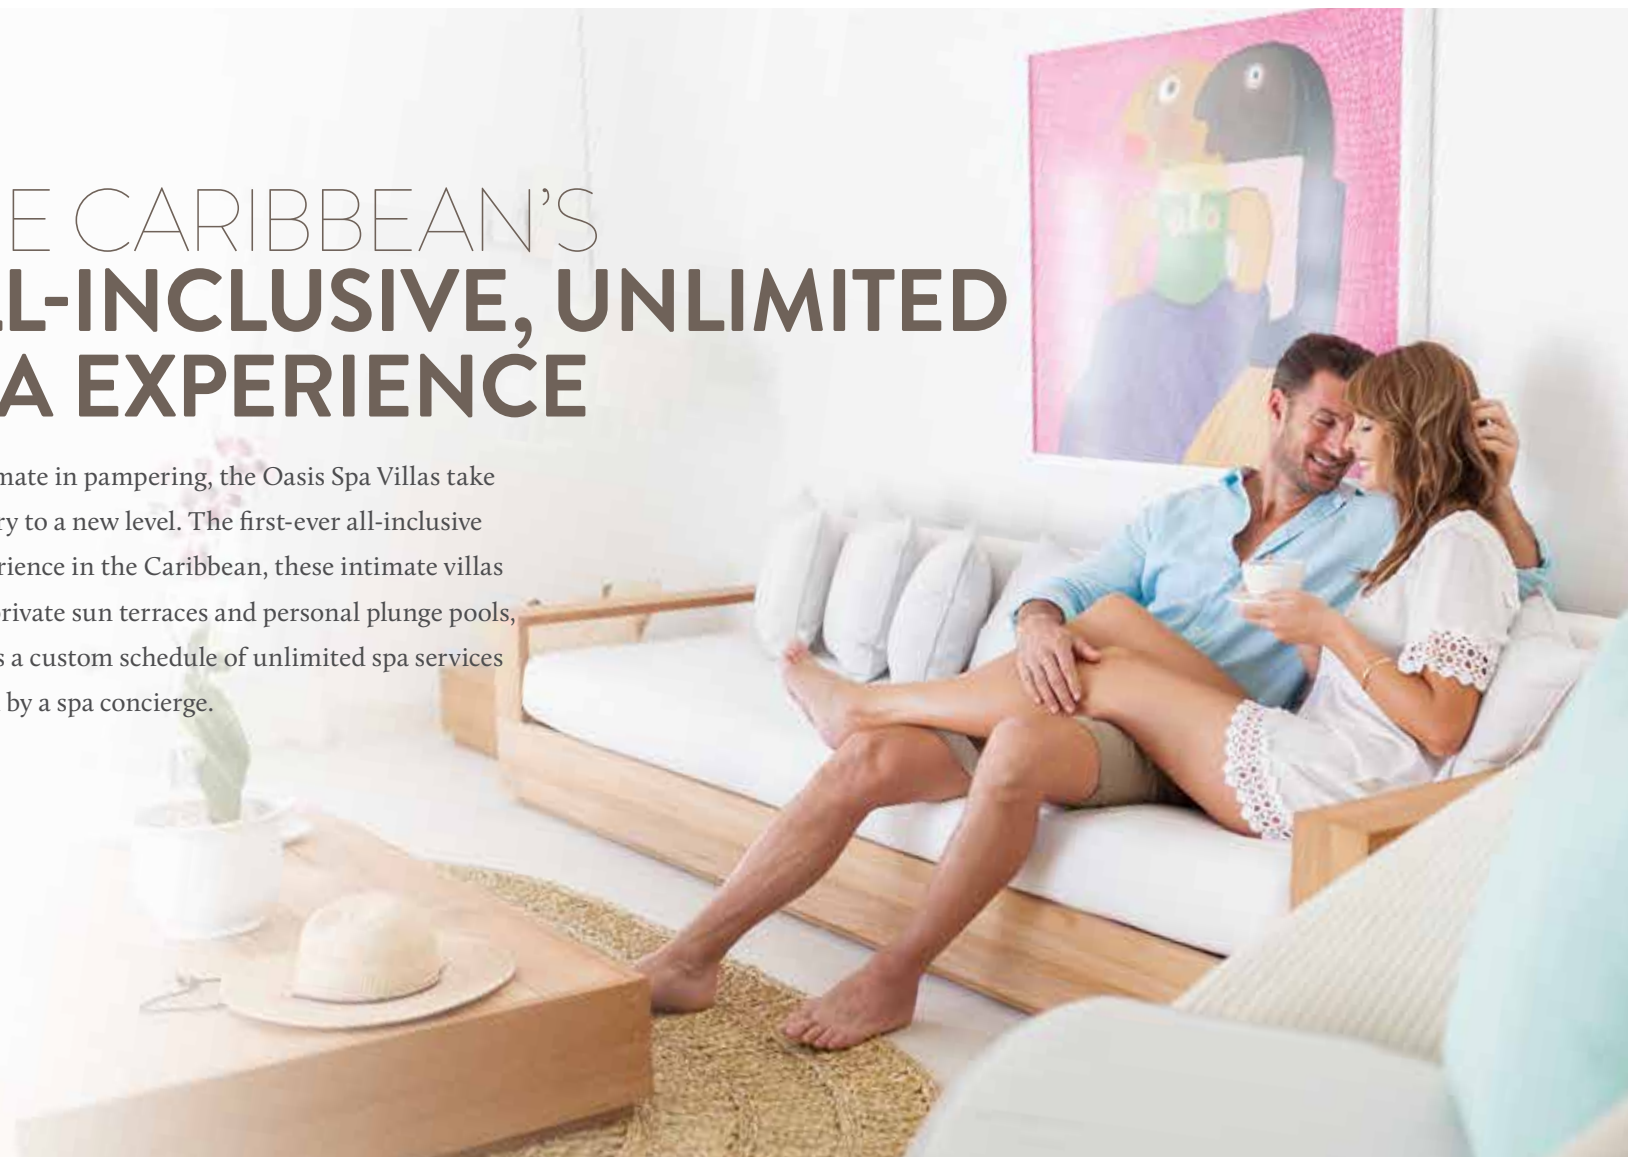 E CARIBBEAN’S
L-INCLUSIVE, UNLIMITED
A EXPERIENCE
mate in pampering, the Oasis Spa Villas take
ry to a new level. The first-ever all-inclusive
rience in the Caribbean, these intimate villas
rivate sun terraces and personal plunge pools,
s a custom schedule of unlimited spa services
by a spa concierge.